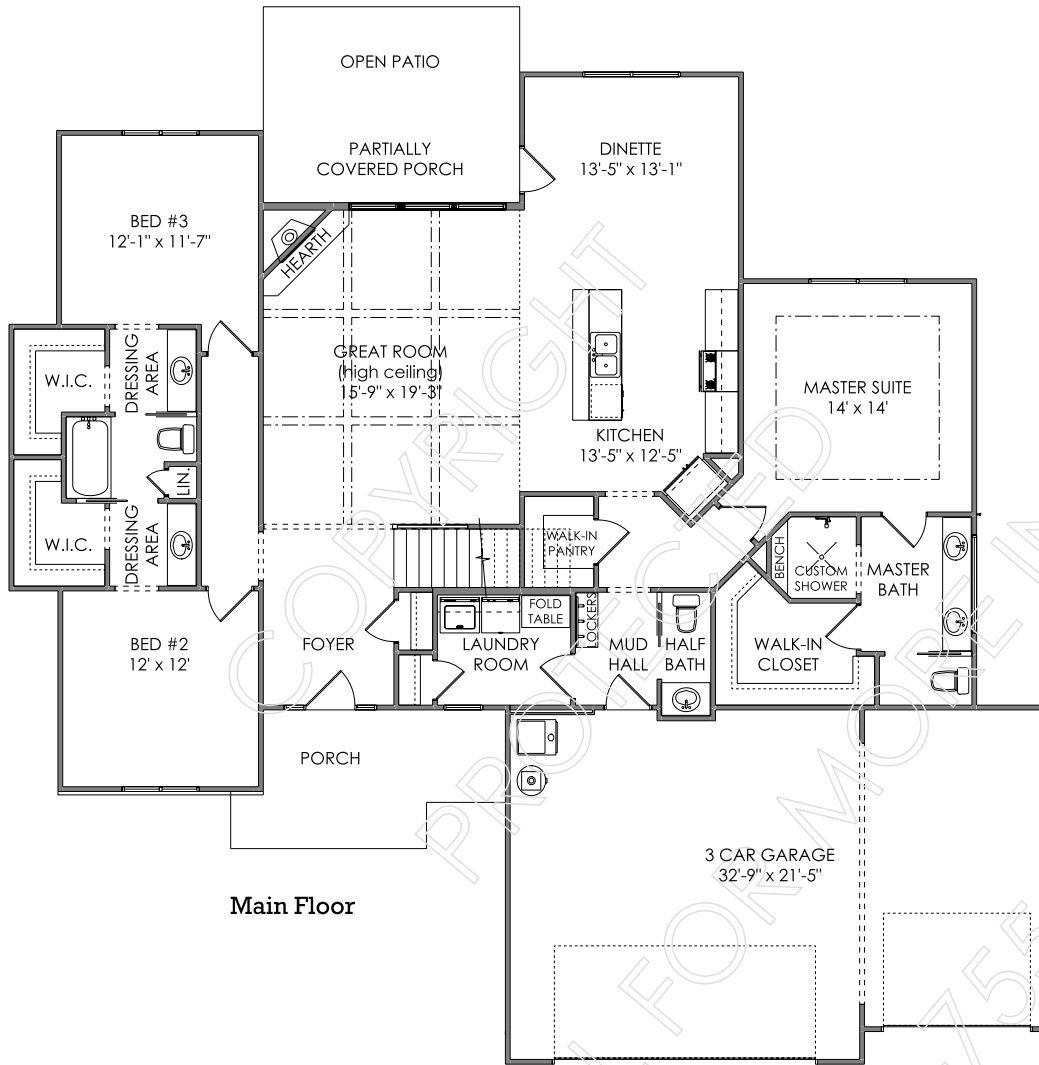 OPEN PATIO
PARTIALLY
COVERED PORCH
DINETTE
13'-5" x 13'-1"
BED #3
12'-1" x 11'-7"
HEARTH
GREAT ROOM
(high ceiling)
15'-9" x 19'-3"
W.I.C.
DRESSING
AREA
MASTER SUITE
14' x 14'
KITCHEN
13'-5" x 12'-5"
LIN.
W.I.C.
DRESSING
AREA
WALK-IN
PANTRY
BENCH
CUSTOM
SHOWER
MASTER
BATH
BED #2
12' x 12'
FOYER
LAUNDRY
ROOM
FOLD
TABLE
LOCKERS
MUD
HALL
HALF
BATH
WALK-IN
CLOSET
PORCH
3 CAR GARAGE
32'-9" x 21'-5"
Main Floor
COPYRIGHT
PROTECTED
FOR MORE IN
755